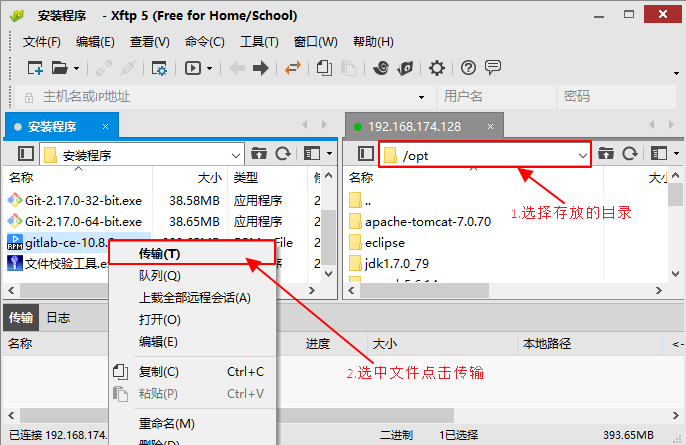 安装程序 - Xftp 5 (Free for Home/School)
文件(F) 编辑(E) 查看(V) 命令(C) 工具(T) 窗口(W) 帮助(H)
主机名或IP地址 用户名 密码
安装程序 192.168.174.128
安装程序 /opt
名称 大小 类型 名称 大小
Git-2.17.0-32-bit.exe 38.58MB 应用程序 2 ..
Git-2.17.0-64-bit.exe 38.65MB 应用程序 2 apache-tomcat-7.0.70
gitlab-ce-10.8. File 2 eclipse
文件校验工具.e 应用程序 2 jdk1.7.0_79
1.选择存放的目录
传输(T)
队列(Q)
上载全部远程会话(A)
打开(O)
编辑(E)
复制(C) Ctrl+C
粘贴(P) Ctrl+V
重命名(M)
2.选中文件点击传输
传输 日志
名称 进度 大小 本地路径 <-
已连接 192.168.174. 二进制 1已选择 393.65MB